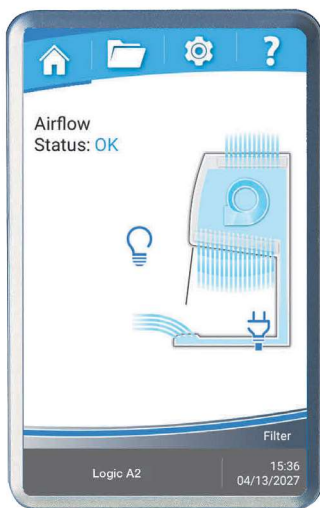 ?
Airflow
Status: OK
Filter
Logic A2
15:36
04/13/2027